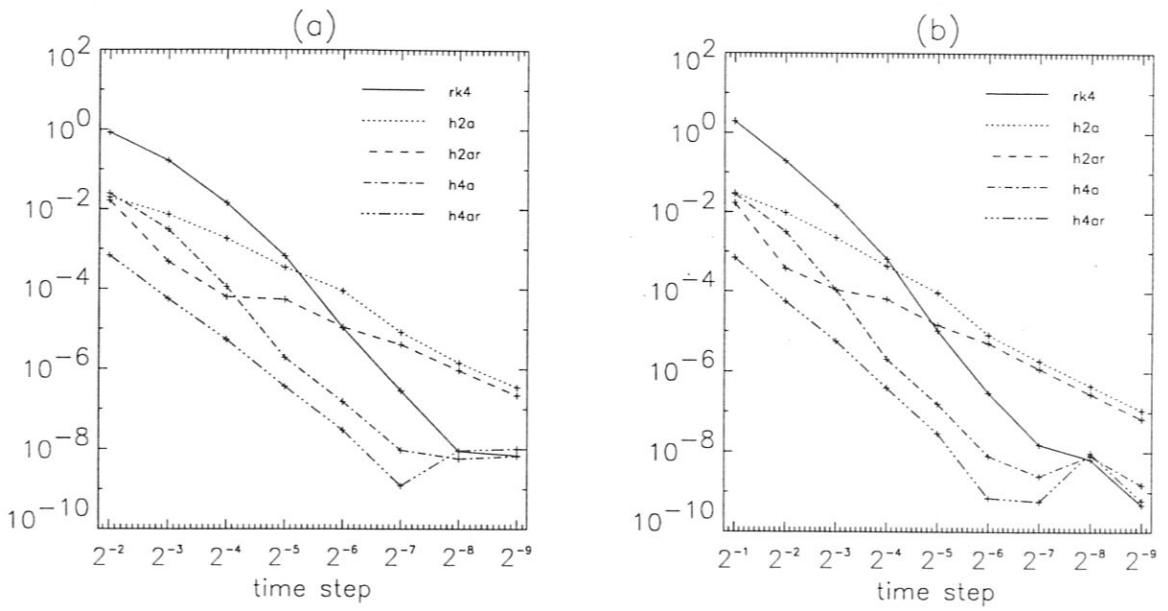 (a)
10^2
10^0
10^-2
10^-4
10^-6
10^-8
10^-10
rk4
h2a
h2ar
h4a
h4ar
2^-2 2^-3 2^-4 2^-5 2^-6 2^-7 2^-8 2^-9
time step
(b)
10^2
10^0
10^-2
10^-4
10^-6
10^-8
10^-10
rk4
h2a
h2ar
h4a
h4ar
2^-1 2^-2 2^-3 2^-4 2^-5 2^-6 2^-7 2^-8 2^-9
time step